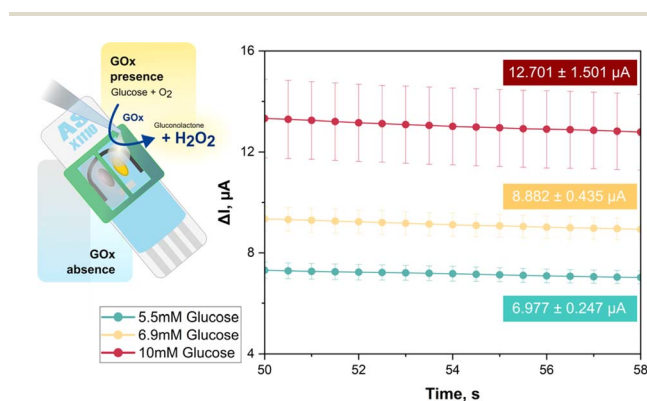 GOx
presence
Glucose + O₂
GOx
Gluconolactone
+ H₂O₂
AS
X1110
GOx
absence
5.5mM Glucose
6.9mM Glucose
10mM Glucose
16
12
8
4
ΔI, µA
12.701 ± 1.501 µA
8.882 ± 0.435 µA
6.977 ± 0.247 µA
50
52
54
56
58
Time, s